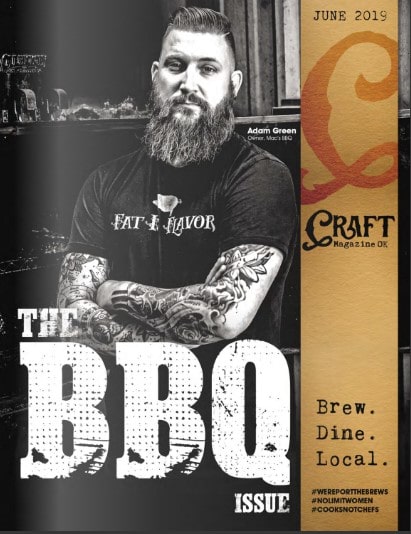 JUNE 2019
Adam Green
Owner, Mac's BBQ
FAT & FLAVOR
CRAFT
Magazine OK
THE
BBQ
ISSUE
Brew.
Dine.
Local.
#WEREPORTTHEBREWS
#NOLIMITWOMEN
#COOKSNOTCHEFS